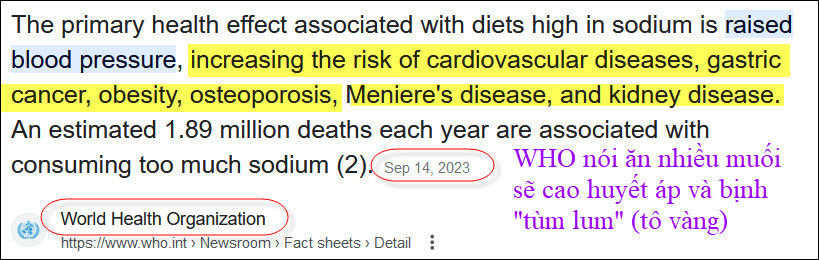 The primary health effect associated with diets high in sodium is raised
blood pressure, increasing the risk of cardiovascular diseases, gastric
cancer, obesity, osteoporosis, Meniere's disease, and kidney disease.
An estimated 1.89 million deaths each year are associated with
consuming too much sodium (2). Sep 14, 2023
WHO nói ăn nhiều muối
sẽ cao huyết áp và bịnh
"tùm lum" (tô vàng)
World Health Organization
https://www.who.int › Newsroom › Fact sheets › Detail